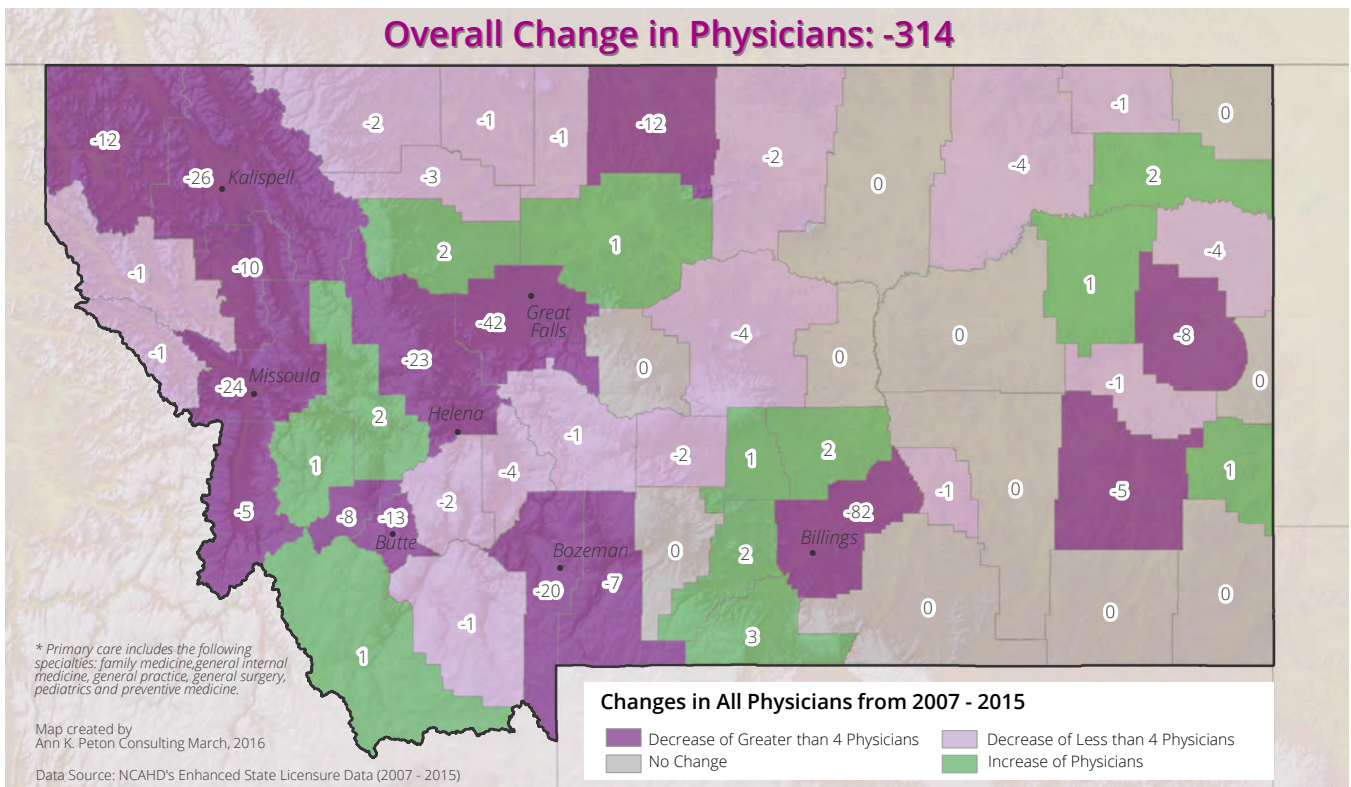 Overall Change in Physicians: -314
-1
0
-2
-1
-1
-12
-12
-2
-4
2
-26
Kalispell
-3
0
2
1
-4
-10
-1
1
-42
Great
Falls
-4
0
-8
-1
-23
0
0
-1
0
-24
Missoula
2
Helena
-1
1
-4
-2
1
2
1
-2
-1
0
-5
-5
-8
-13
Butte
-82
Billings
0
2
Bozeman
-20
-7
0
0
0
-1
3
1
* Primary care includes the following
specialties: family medicine,general internal
medicine, general practice, general surgery,
pediatrics and preventive medicine.
Map created by
Ann K. Peton Consulting March, 2016
Data Source: NCAHD's Enhanced State Licensure Data (2007 - 2015)
Changes in All Physicians from 2007 - 2015
Decrease of Greater than 4 Physicians
Decrease of Less than 4 Physicians
No Change
Increase of Physicians